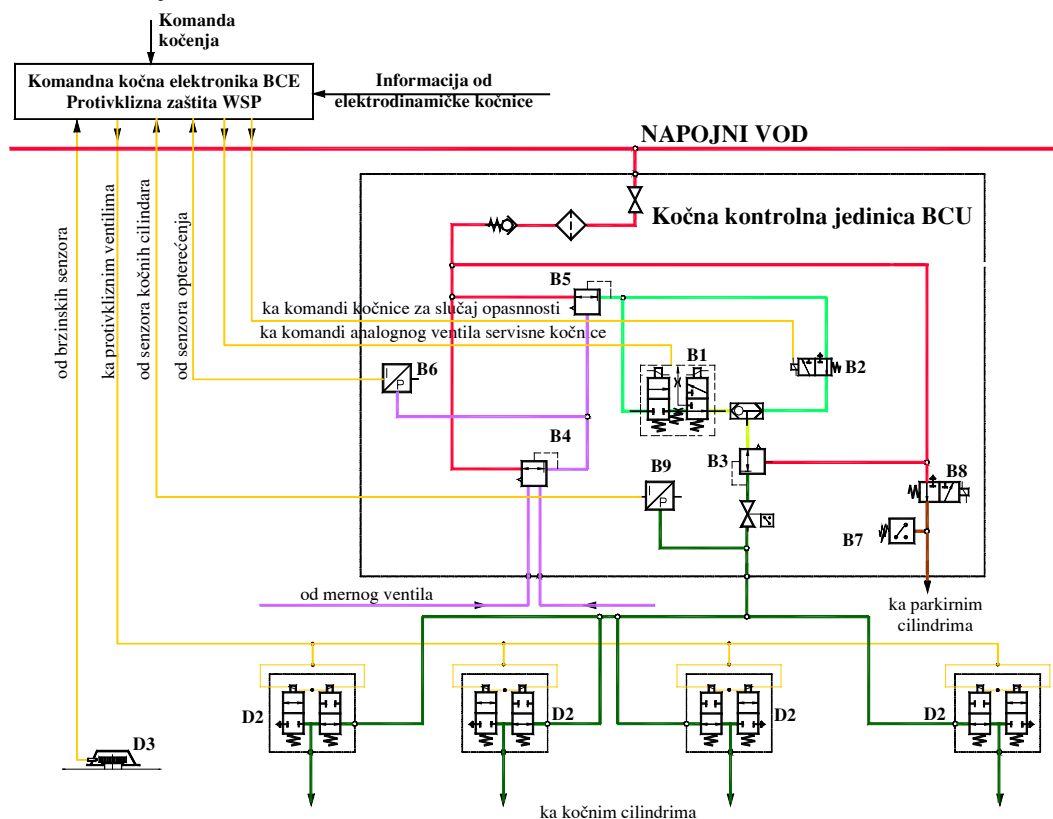 Komanda
kočenja
Komandna kočna elektronika BCE
Protivklizna zaštita WSP
Informacija od
elektrodinamičke kočnice
NAPOJNI VOD
od brzinskih senzora
ka protivkliznim ventilima
od senzora kočnih cilindara
od senzora opterećenja
Kočna kontrolna jedinica BCU
B5
ka komandi kočnice za slučaj opasnnosti
ka komandi analognog ventila servisne kočnice
B1
B2
B6
I
P
B4
B3
B9
I
P
B8
B7
od mernog ventila
ka parkirnim
cilindrima
D2
D2
D2
D2
D3
ka kočnim cilindrima